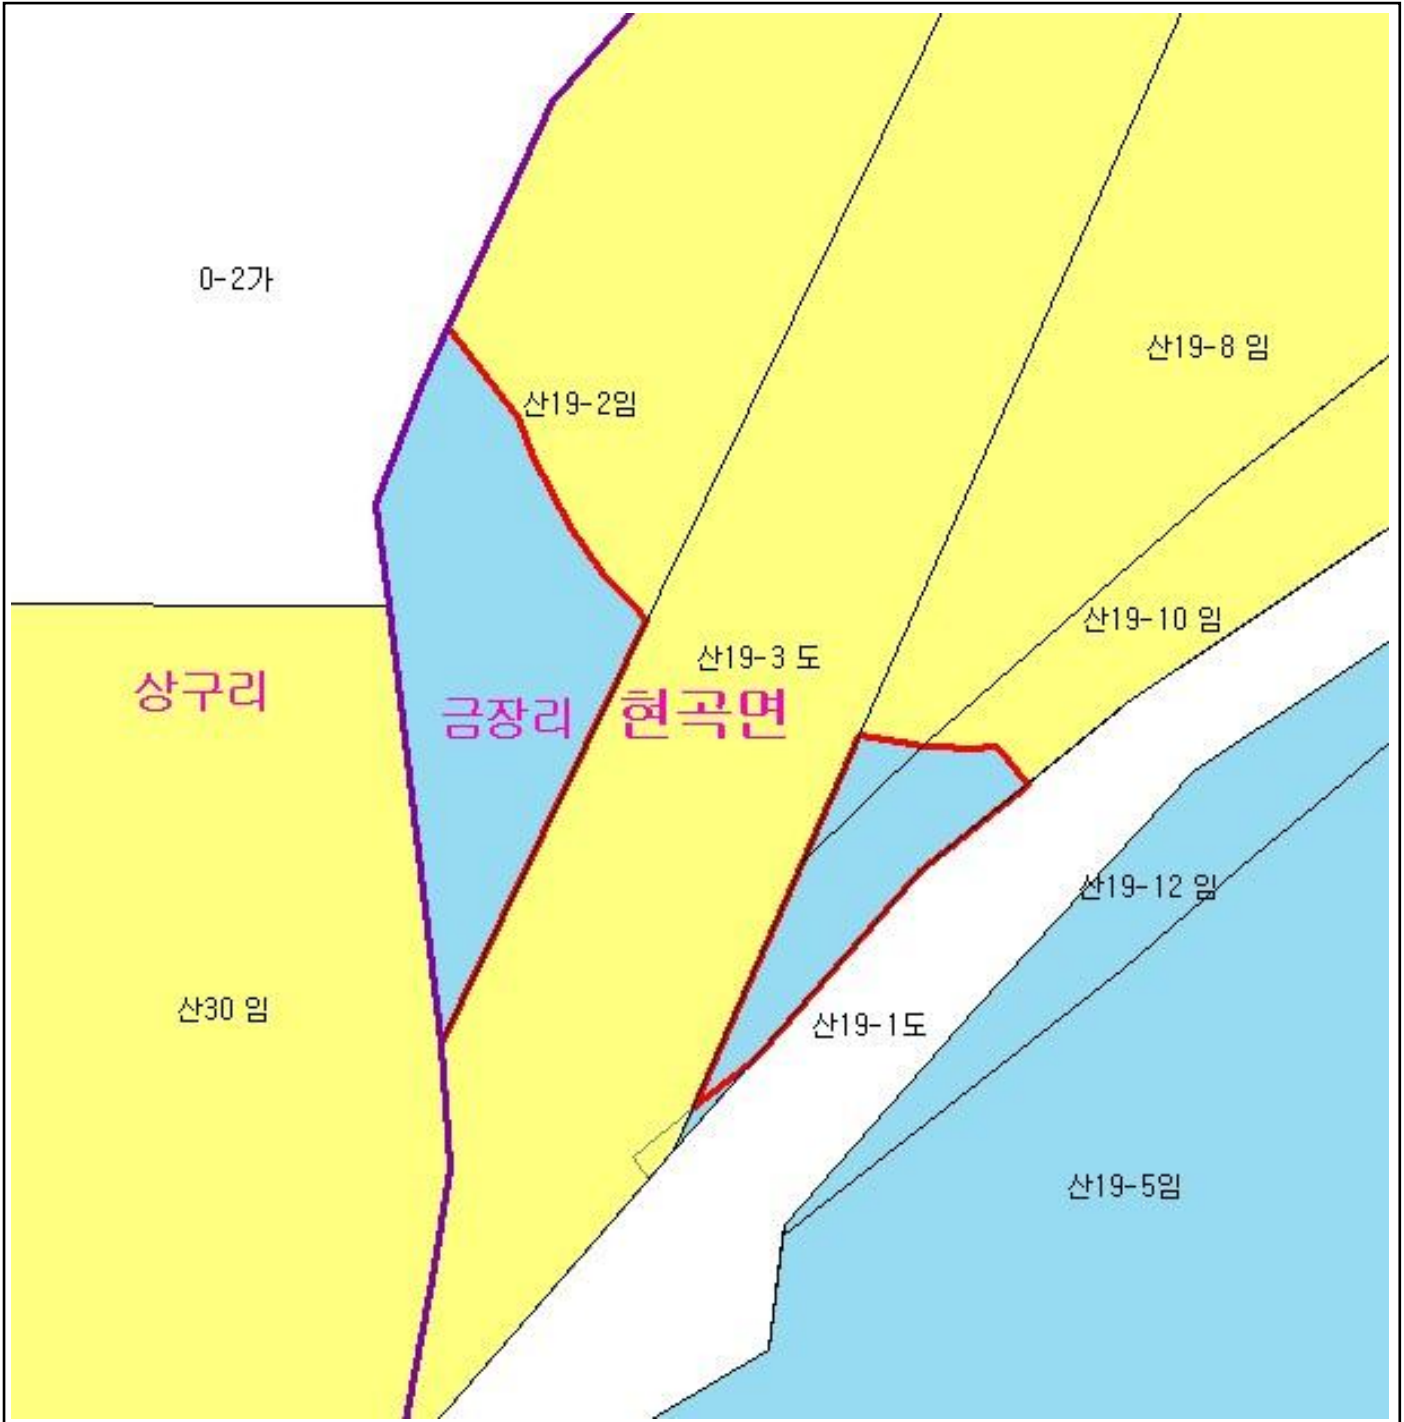 0-2가
산19-8 임
산19-2임
산19-10 임
산19-3 도
상구리
금장리
현곡면
산19-12 임
산30 임
산19-1도
산19-5임